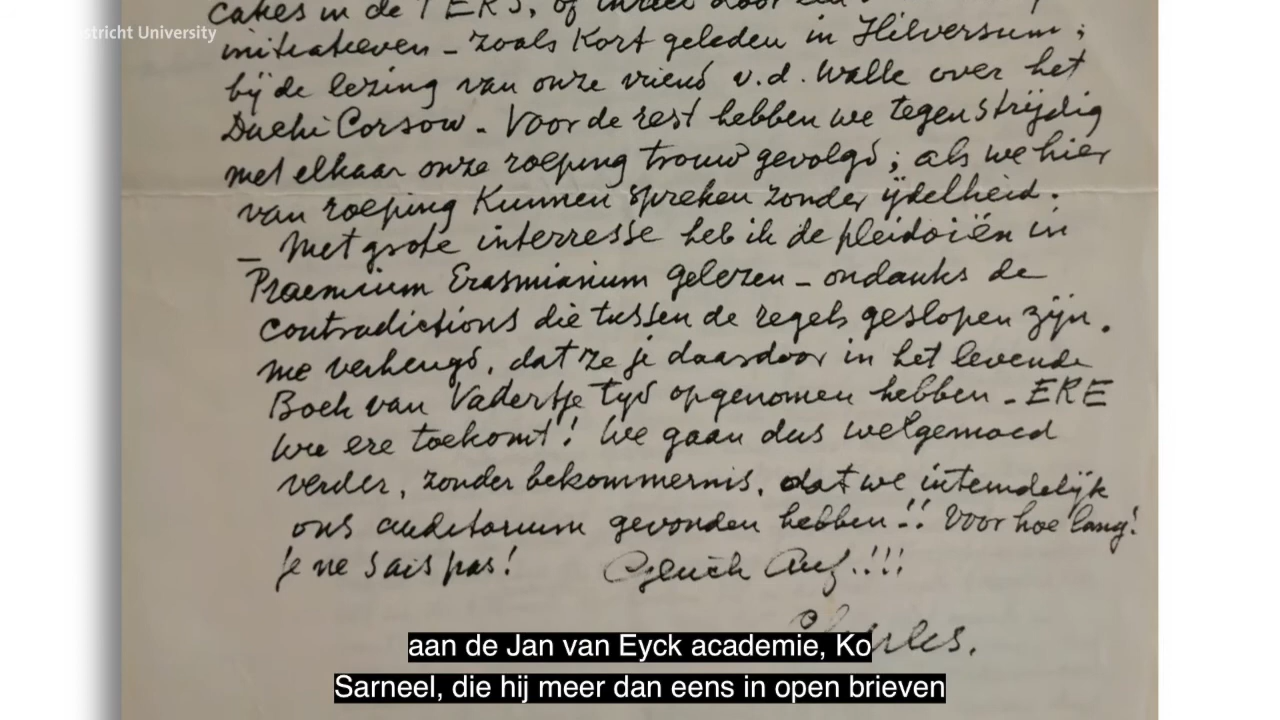 stricht University
cakes in de PERS, of
initiatieven - zoals Kort geleden in Hilversum;
bij de lezing van onze vriend v.d. Walle over het
Duchi Corsow. Voor de rest hebben we tegenstrijdig
met elkaar onze roeping trouw gevolgd; als we hier
van roeping Kunnen spreken zonder ijdelheid.
- Met grote interresse heb ik de pleidoiën in
Praemium Erasmianum gelezen - ondanks de
contradictions die tussen de regels geslopen zijn.
me verheugd, dat ze je daardoor in het levende
Boek van Vadertje tyd opgenomen hebben - ERE
wie ere toekomt! We gaan dus welgemoed
verder, zonder bekommernis, dat we
ons auditorium gevonden hebben!! Voor hoe lang!
Je ne sais pas! Glück Auf!!!
Charles.
aan de Jan van Eyck academie, Ko
Sarneel, die hij meer dan eens in open brieven